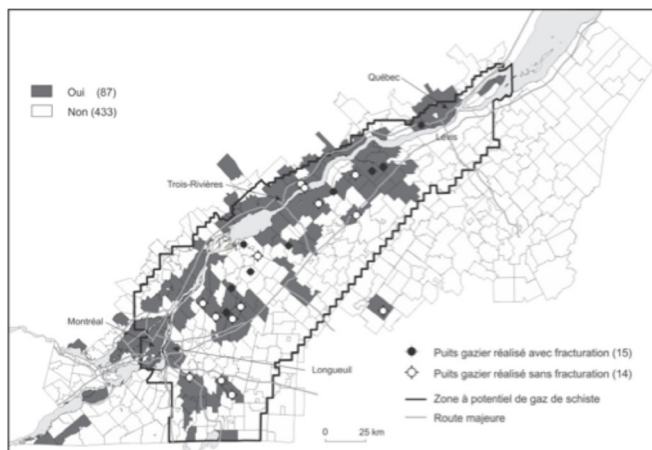 Oui (87)
Non (433)
Québec
Lévis
Trois-Rivières
Montréal
Longueuil
Puits gazier réalisé avec fracturation (15)
Puits gazier réalisé sans fracturation (14)
Zone à potentiel de gaz de schiste
Route majeure
0 25 km